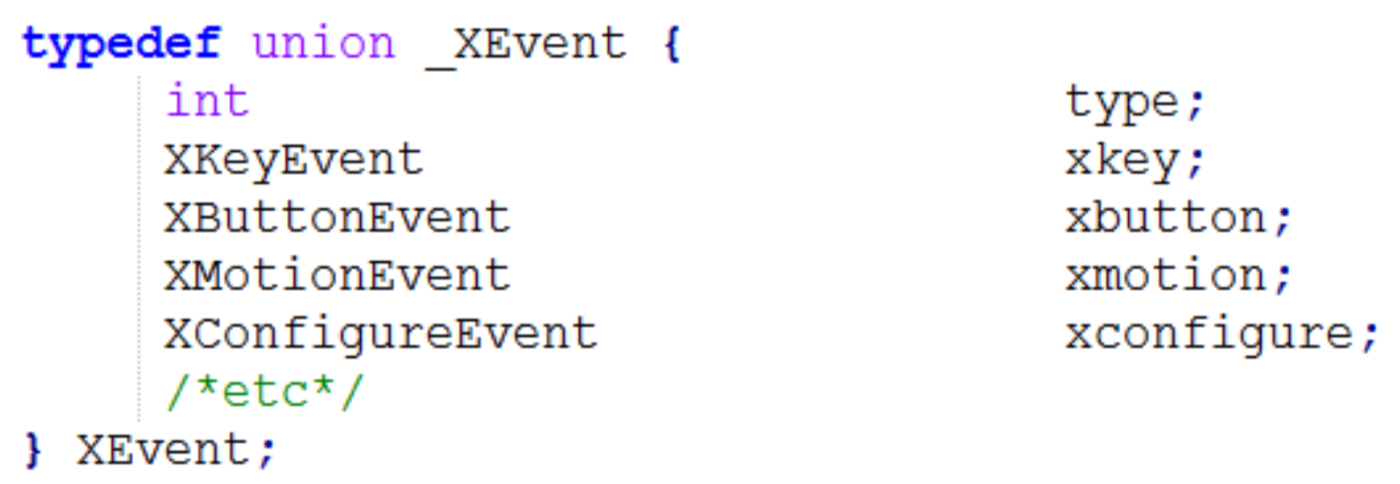 typedef union _XEvent {
int type;
XKeyEvent xkey;
XButtonEvent xbutton;
XMotionEvent xmotion;
XConfigureEvent xconfigure;
/*etc*/
} XEvent;